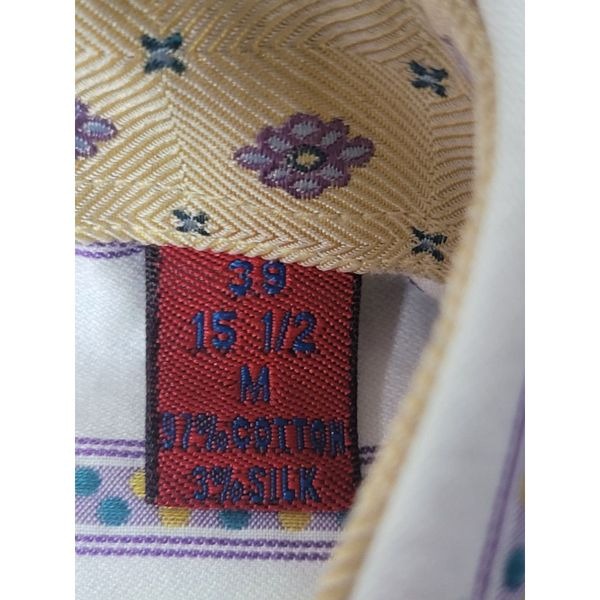 39
15 1/2
M
97%COTTON
3%SILK